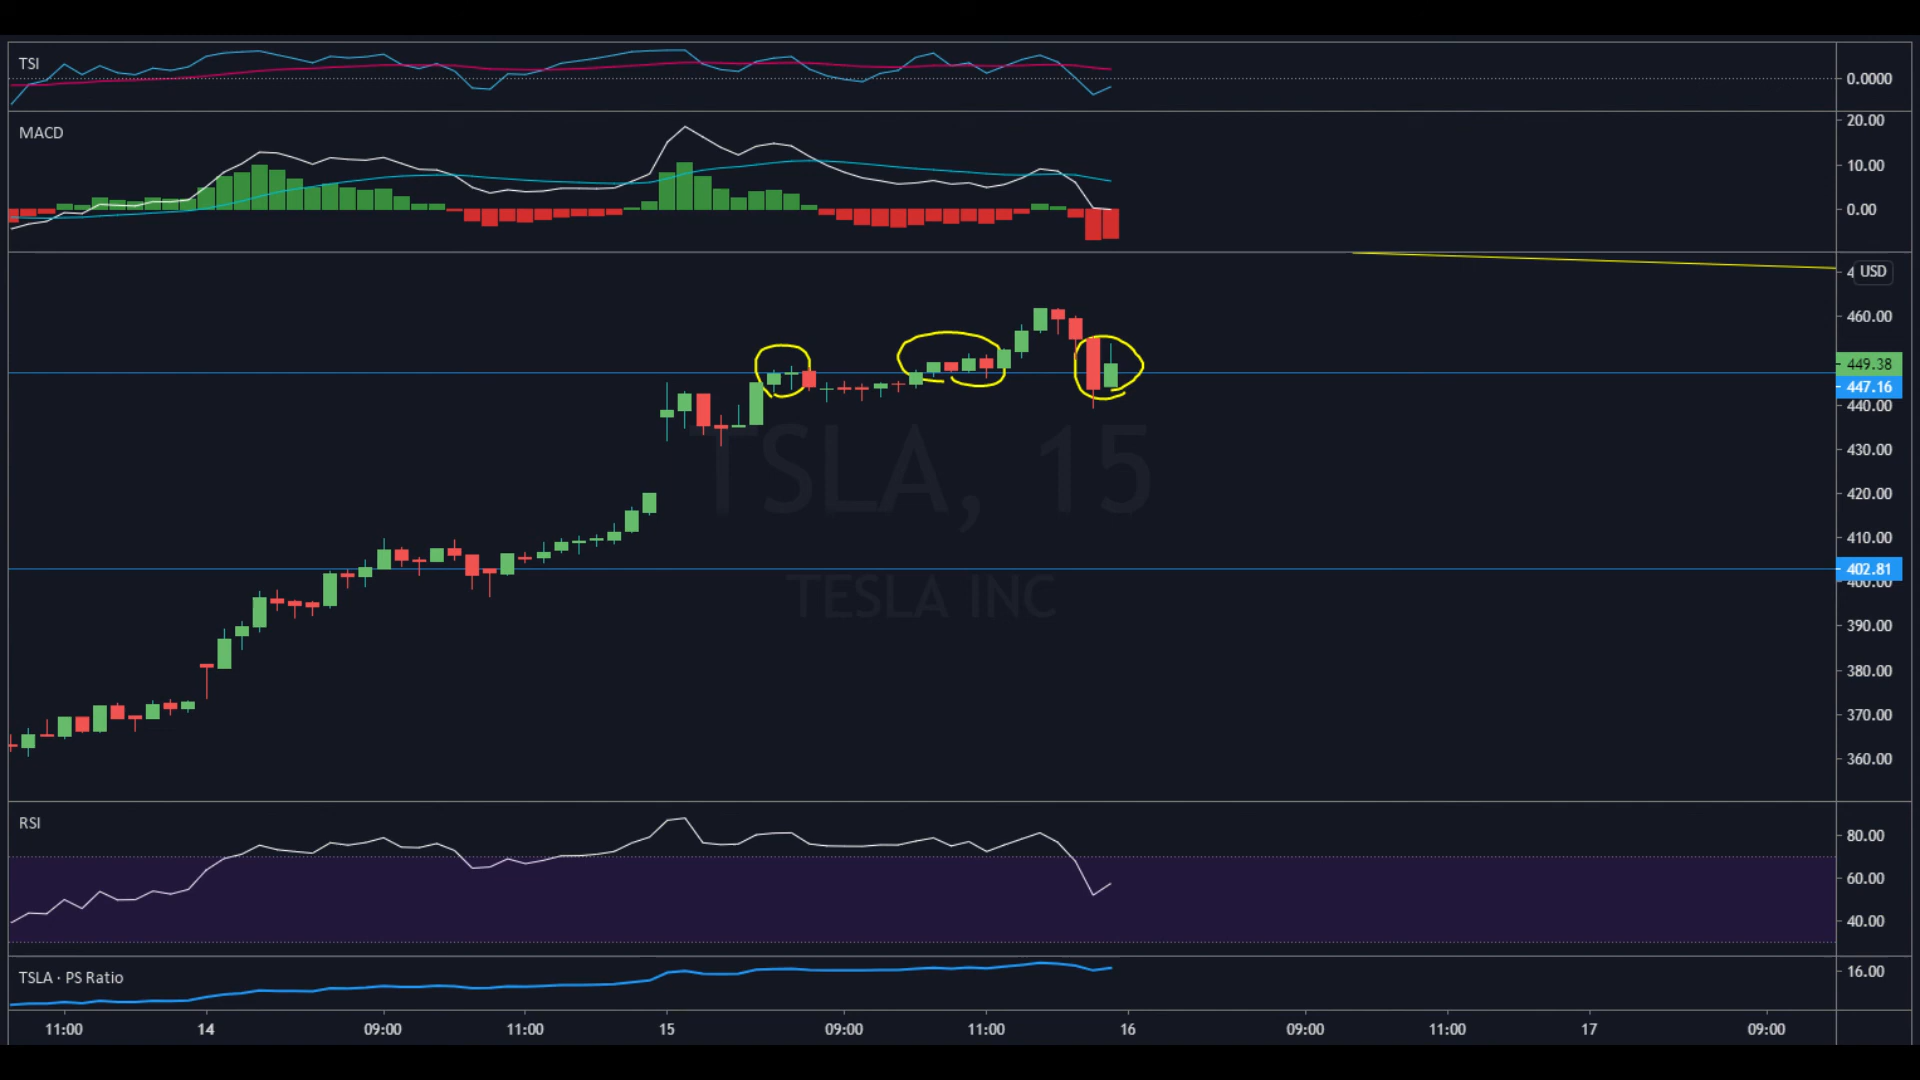 TSI
0.0000
MACD
20.00
10.00
0.00
4 USD
460.00
449.38
447.16
440.00
430.00
TSLA, 15
420.00
410.00
402.81
400.00
TESLA INC
390.00
380.00
370.00
360.00
RSI
80.00
60.00
40.00
TSLA · PS Ratio
16.00
11:00 14 09:00 11:00 15 09:00 11:00 16 09:00 11:00 17 09:00